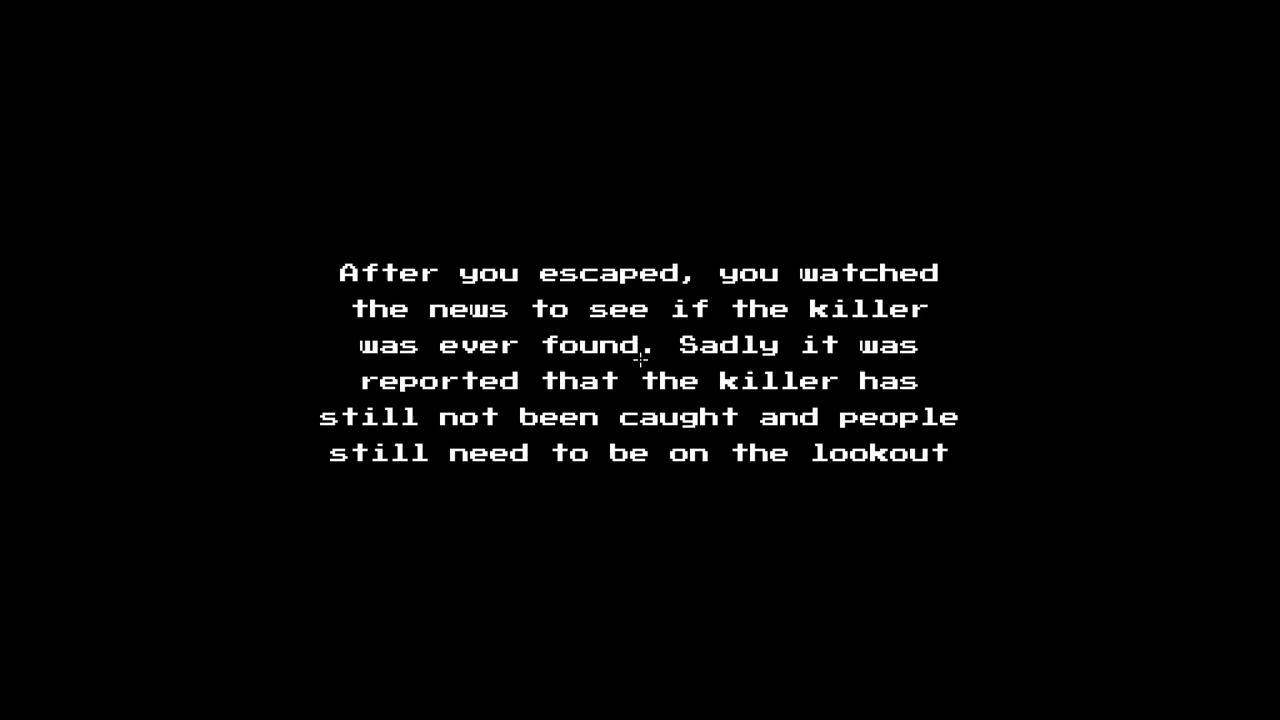 After you escaped, you watched
the news to see if the killer
was ever found. Sadly it was
reported that the killer has
still not been caught and people
still need to be on the lookout